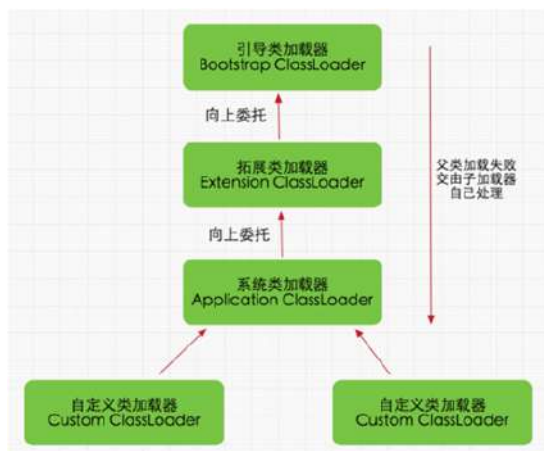 引导类加载器
Bootstrap ClassLoader
向上委托
拓展类加载器
Extension ClassLoader
父类加载失败
交由子加载器
自己处理
向上委托
系统类加载器
Application ClassLoader
自定义类加载器
Custom ClassLoader
自定义类加载器
Custom ClassLoader